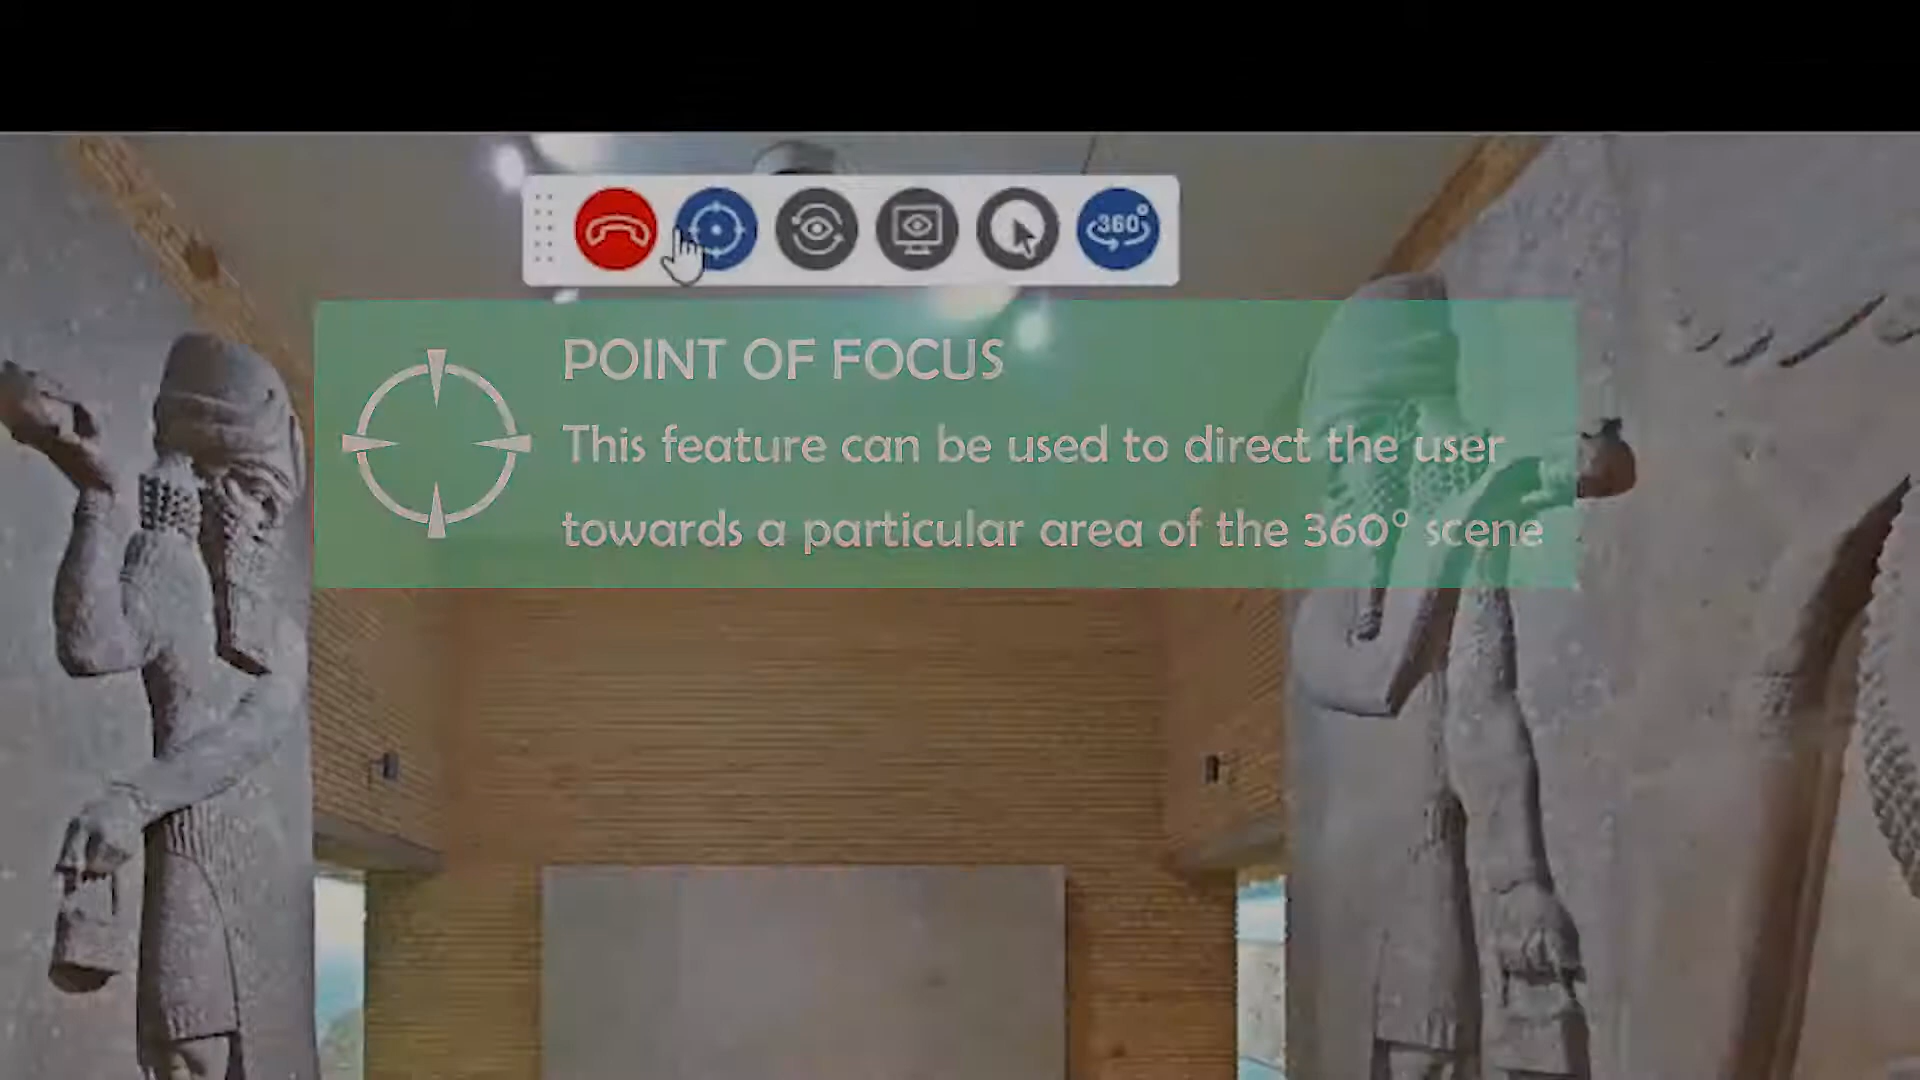 360°
POINT OF FOCUS
This feature can be used to direct the user
towards a particular area of the 360° scene